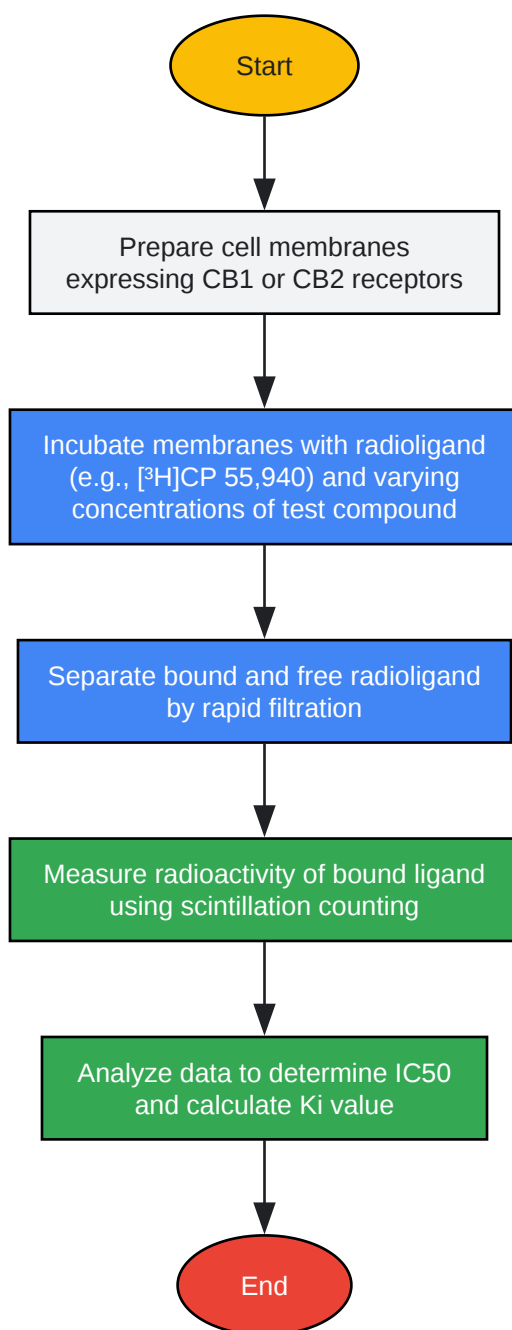 Start
Prepare cell membranes
expressing CB1 or CB2 receptors
Incubate membranes with radioligand
(e.g., [³H]CP 55,940) and varying
concentrations of test compound
Separate bound and free radioligand
by rapid filtration
Measure radioactivity of bound ligand
using scintillation counting
Analyze data to determine IC50
and calculate Ki value
End